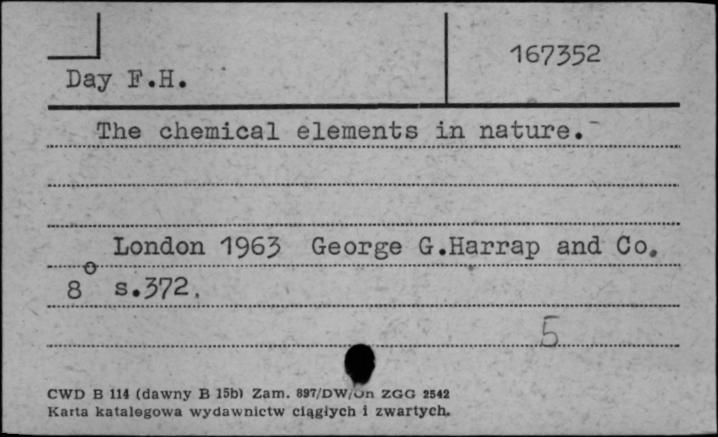 167352
Day F.H.
The chemical elements in nature.
London 1963 George G.Harrap and Co.
8° s.372.
5
CWD B 114 (dawny B 15b) Zam. 897/DW/Un ZGG 2542
Karta katalogowa wydawnictw ciągłych i zwartych.